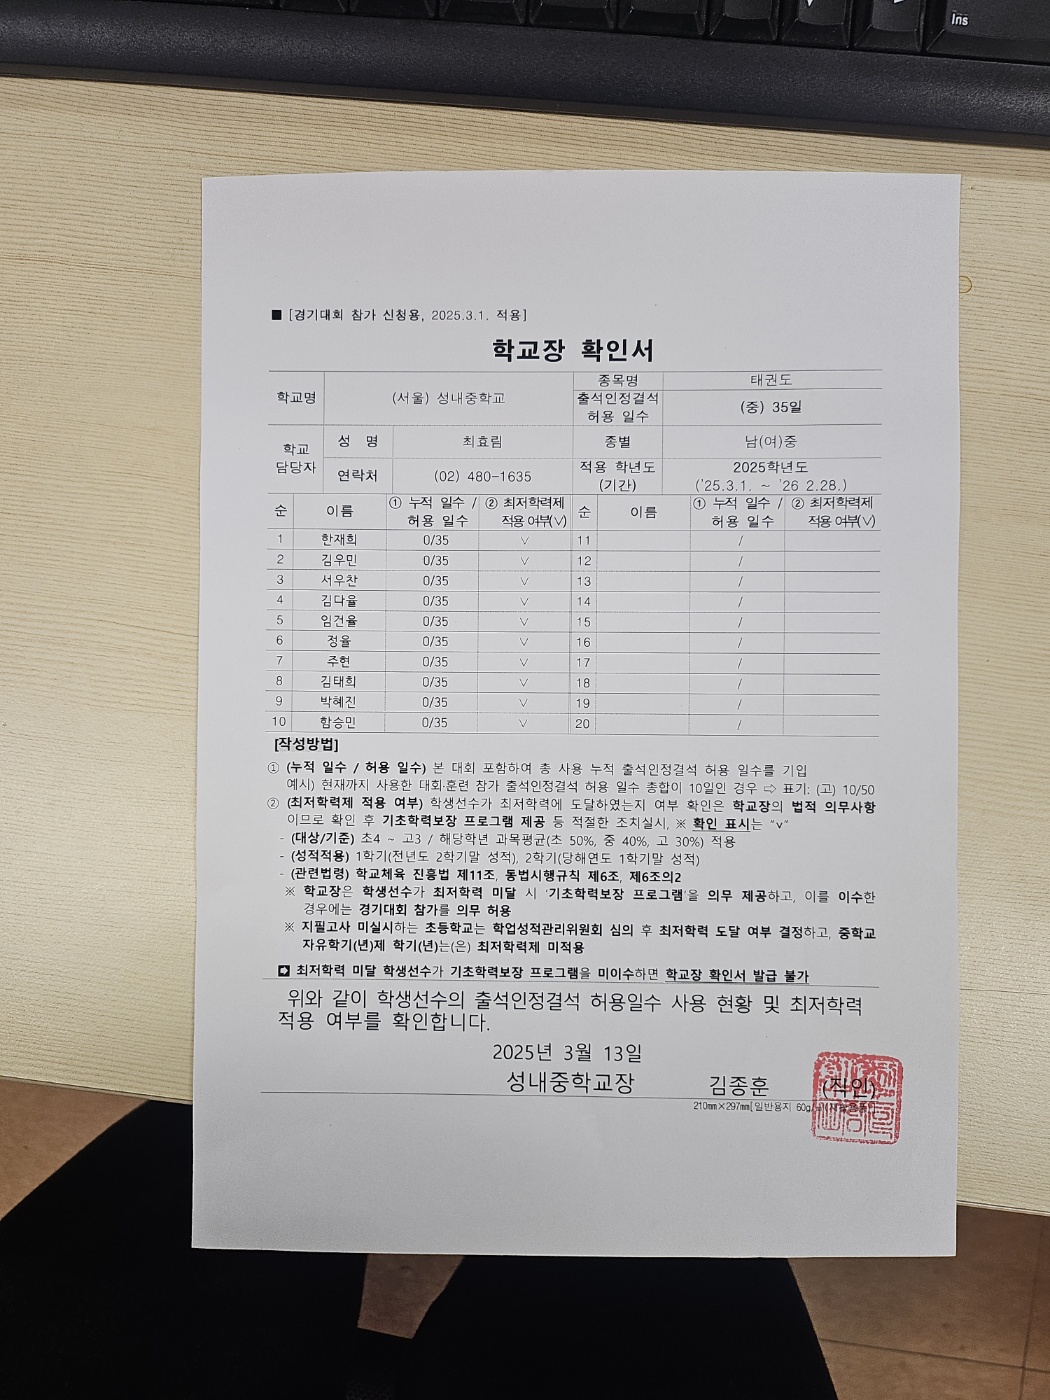 Ins
■ [경기대회 참가 신청용, 2025.3.1. 적용]
학교장 확인서
학교명 (서울) 성내중학교 종목명 태권도
출석인정결석 허용 일수 (중) 35일
학교 담당자 성 명 최효림 종별 남(여)중
연락처 (02) 480-1635 적용 학년도 (기간) 2025학년도 ('25.3.1. ~ '26 2.28.)
순 이름 ① 누적 일수 / 허용 일수 ② 최저학력제 적용 여부(∨) 순 이름 ① 누적 일수 / 허용 일수 ② 최저학력제 적용 여부(∨)
1 한재희 0/35 ∨ 11 /
2 김우민 0/35 ∨ 12 /
3 서우찬 0/35 ∨ 13 /
4 김다율 0/35 ∨ 14 /
5 임건율 0/35 ∨ 15 /
6 정율 0/35 ∨ 16 /
7 주현 0/35 ∨ 17 /
8 김태희 0/35 ∨ 18 /
9 박혜진 0/35 ∨ 19 /
10 함승민 0/35 ∨ 20 /
[작성방법]
① (누적 일수 / 허용 일수) 본 대회 포함하여 총 사용 누적 출석인정결석 허용 일수를 기입
예시) 현재까지 사용한 대회·훈련 참가 출석인정결석 허용 일수 총합이 10일인 경우 ⇨ 표기: (고) 10/50
② (최저학력제 적용 여부) 학생선수가 최저학력에 도달하였는지 여부 확인은 학교장의 법적 의무사항
이므로 확인 후 기초학력보장 프로그램 제공 등 적절한 조치실시, ※ 확인 표시는 "v"
- (대상/기준) 초4 ~ 고3 / 해당학년 과목평균(초 50%, 중 40%, 고 30%) 적용
- (성적적용) 1학기(전년도 2학기말 성적), 2학기(당해연도 1학기말 성적)
- (관련법령) 학교체육 진흥법 제11조, 동법시행규칙 제6조, 제6조의2
※ 학교장은 학생선수가 최저학력 미달 시 '기초학력보장 프로그램'을 의무 제공하고, 이를 이수한
경우에는 경기대회 참가를 의무 허용
※ 지필고사 미실시하는 초등학교는 학업성적관리위원회 심의 후 최저학력 도달 여부 결정하고, 중학교
자유학기(년)제 학기(년)는(은) 최저학력제 미적용
➡ 최저학력 미달 학생선수가 기초학력보장 프로그램을 미이수하면 학교장 확인서 발급 불가
위와 같이 학생선수의 출석인정결석 허용일수 사용 현황 및 최저학력
적용 여부를 확인합니다.
2025년 3월 13일
성내중학교장 김종훈 (직인)
210㎜×297㎜[일반용지 60g/